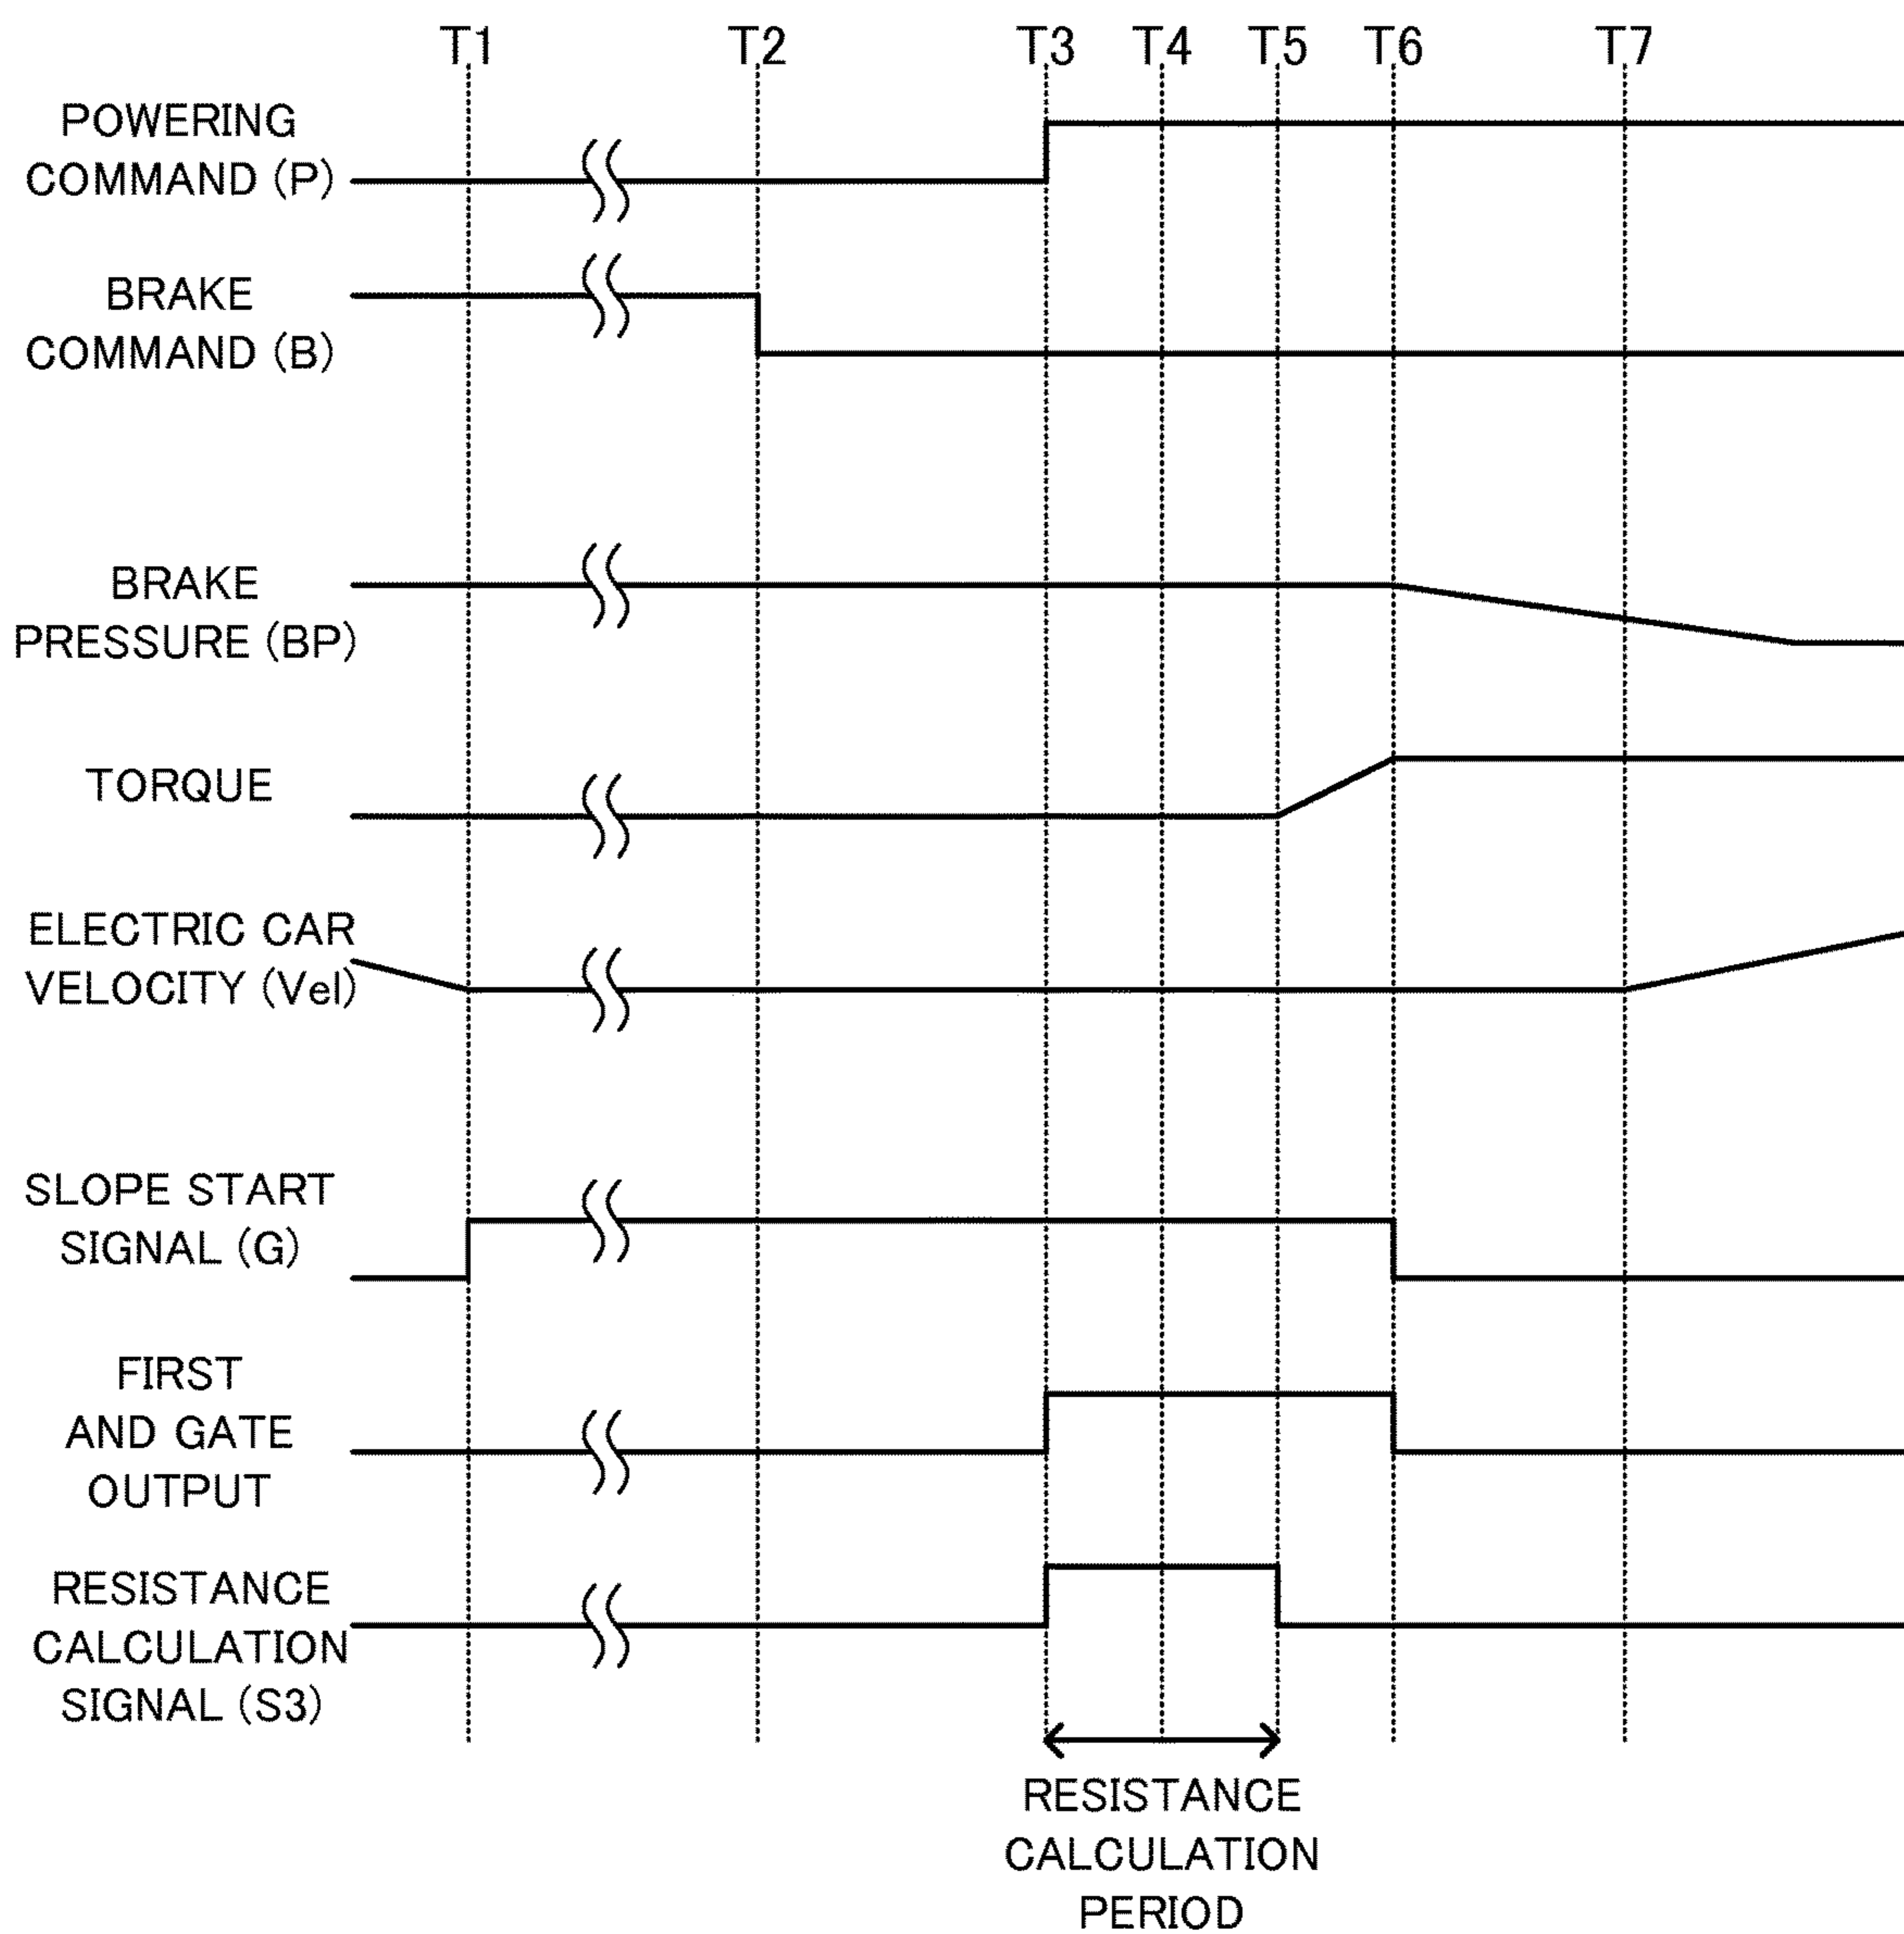 T1 T2 T3 T4 T5 T6 T7
POWERING
COMMAND (P)
BRAKE
COMMAND (B)
BRAKE
PRESSURE (BP)
TORQUE
ELECTRIC CAR
VELOCITY (Vel)
SLOPE START
SIGNAL (G)
FIRST
AND GATE
OUTPUT
RESISTANCE
CALCULATION
SIGNAL (S3)
RESISTANCE
CALCULATION
PERIOD